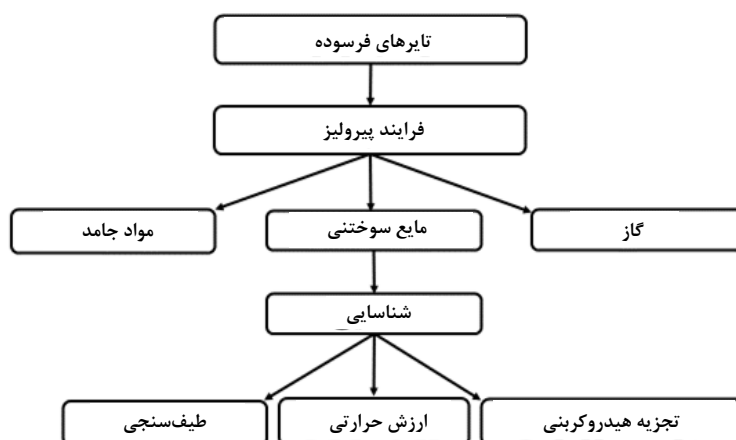 تایرهای فرسوده
فرایند پیرولیز
گاز
مایع سوختنی
مواد جامد
شناسایی
تجزیه هیدروکربنی
ارزش حرارتی
طیف‌سنجی